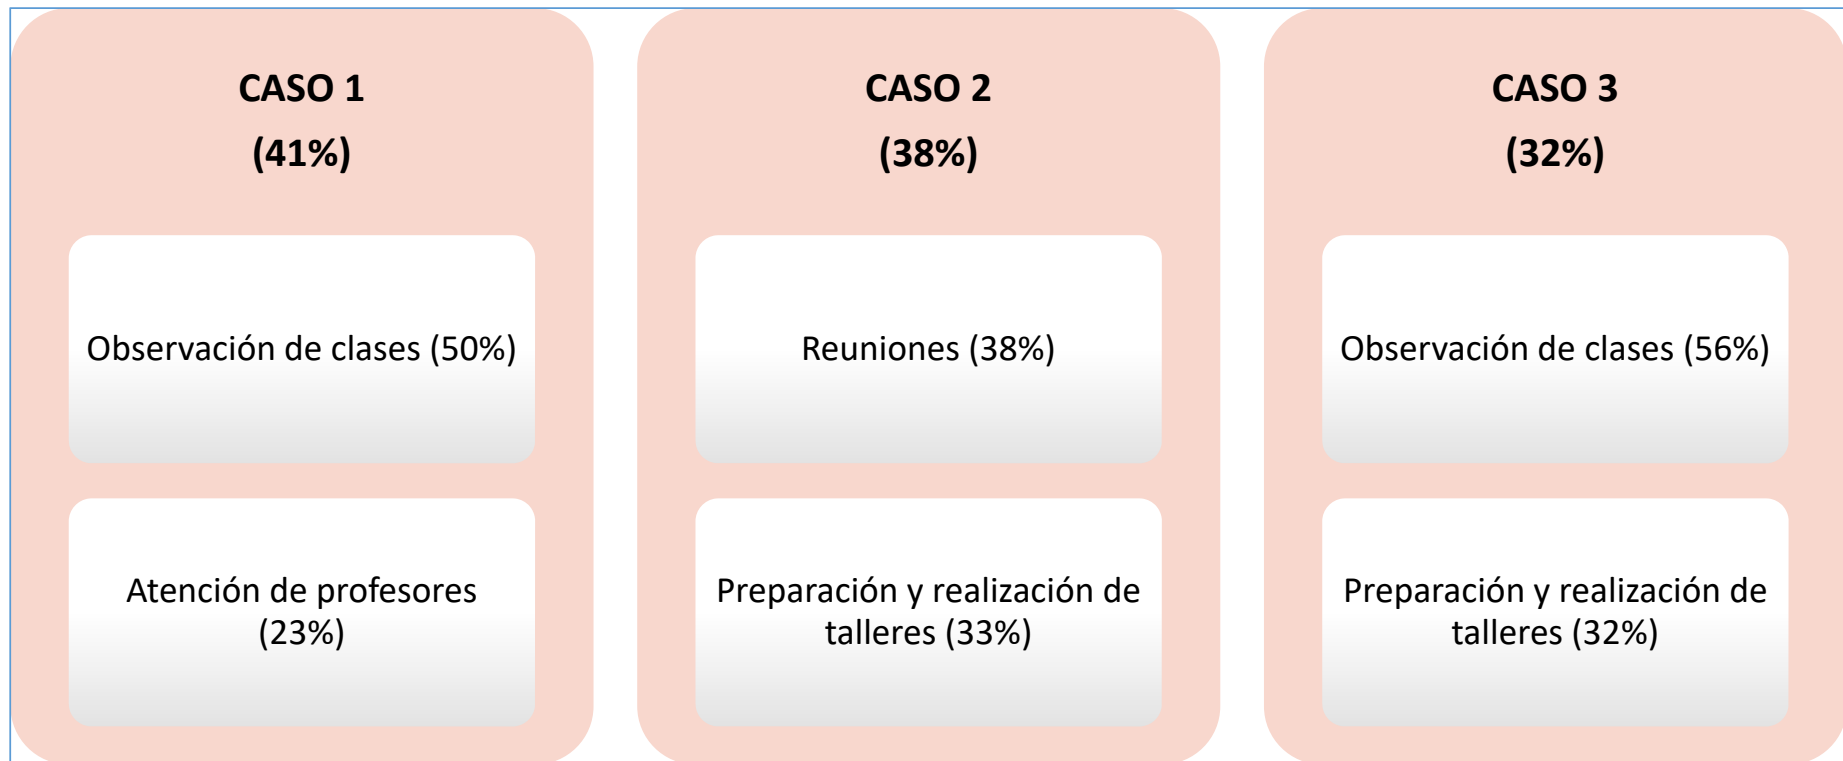 CASO 1
(41%)
Observación de clases (50%)
Atención de profesores
(23%)
CASO 2
(38%)
Reuniones (38%)
Preparación y realización de
talleres (33%)
CASO 3
(32%)
Observación de clases (56%)
Preparación y realización de
talleres (32%)